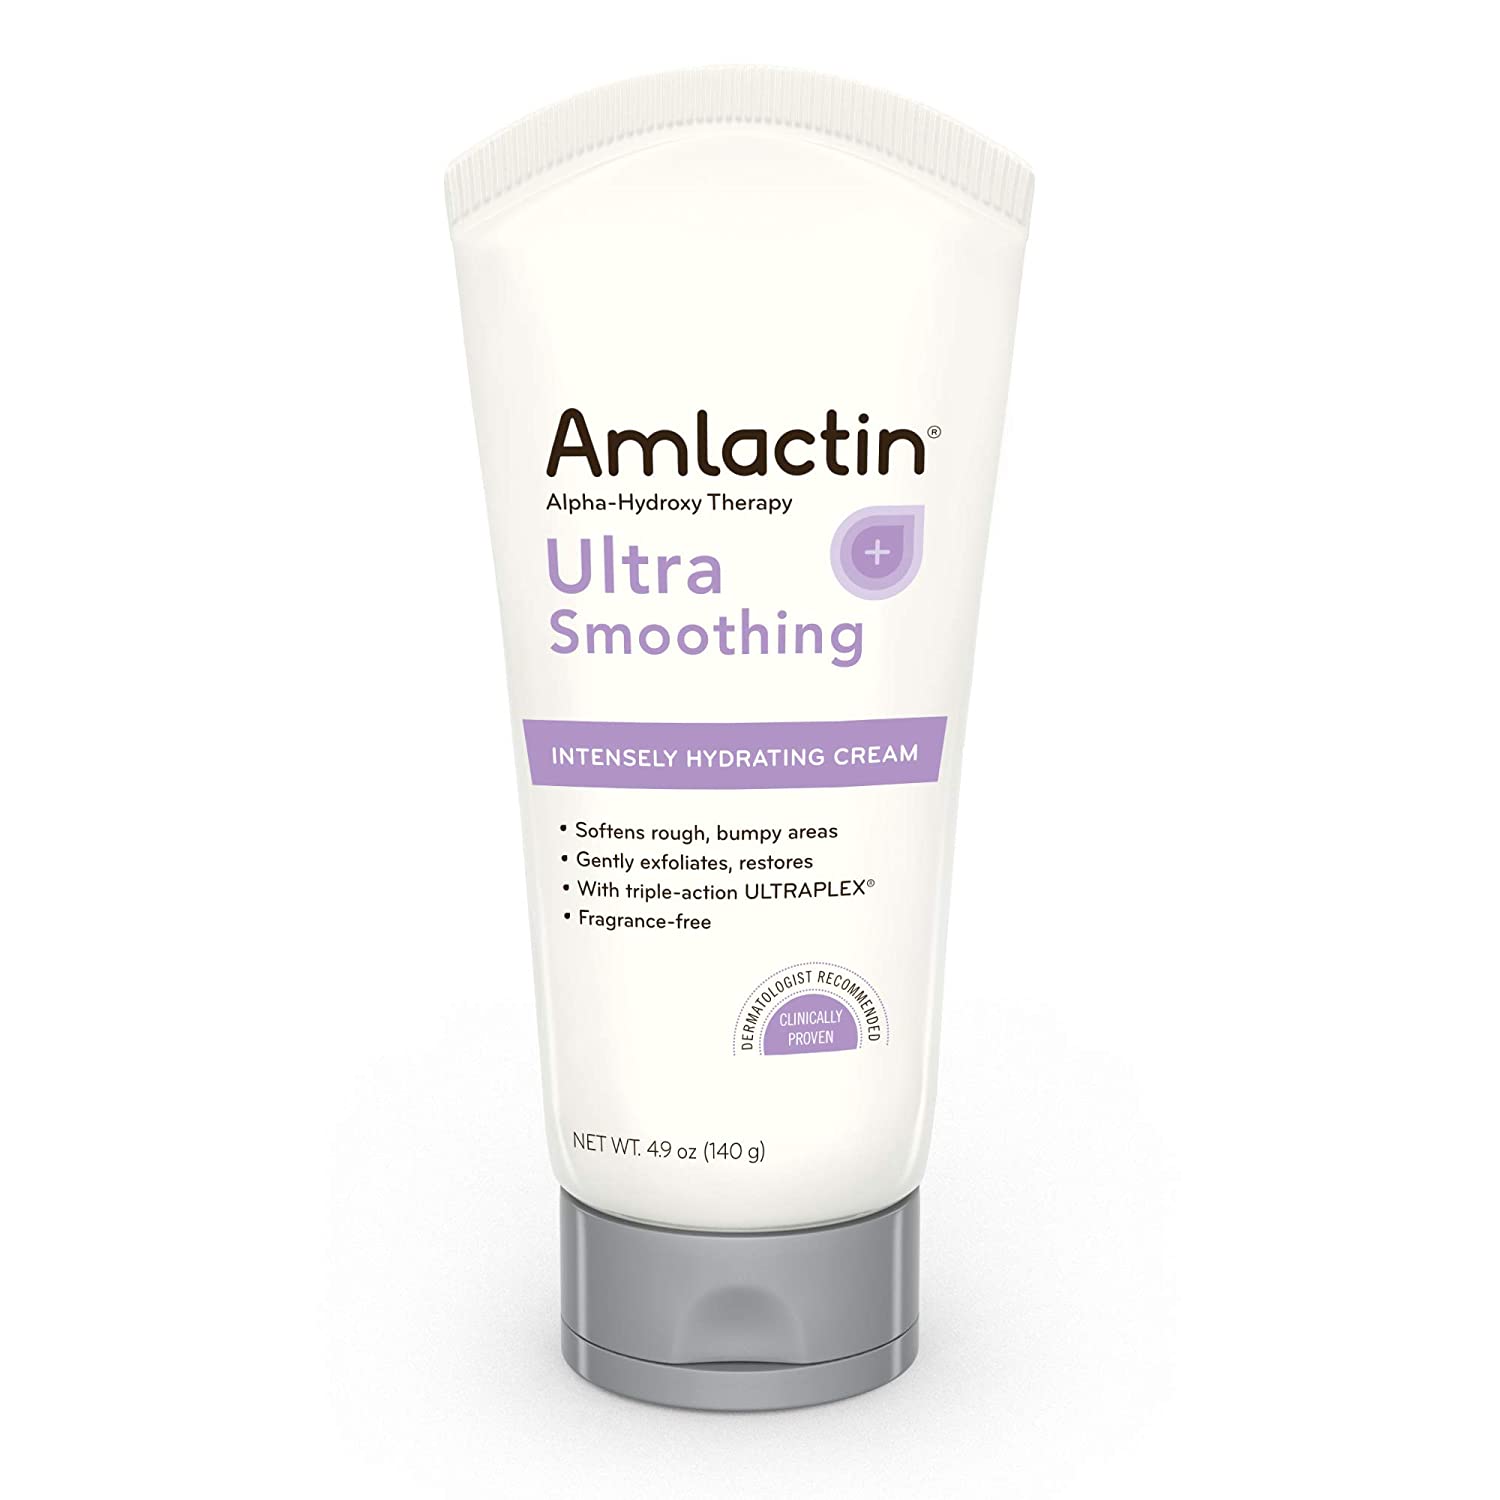 Amlactin®
Alpha-Hydroxy Therapy
Ultra
Smoothing
+
INTENSELY HYDRATING CREAM
• Softens rough, bumpy areas
• Gently exfoliates, restores
• With triple-action ULTRAPLEX®
• Fragrance-free
DERMATOLOGIST RECOMMENDED
CLINICALLY
PROVEN
NET WT. 4.9 oz (140 g)